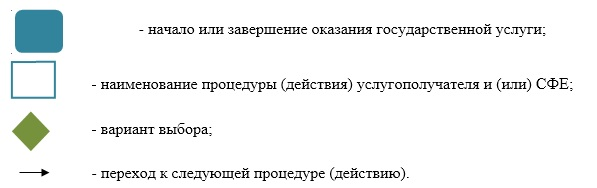 - начало или завершение оказания государственной услуги;
- наименование процедуры (действия) услугополучателя и (или) СФЕ;
- вариант выбора;
- переход к следующей процедуре (действию).